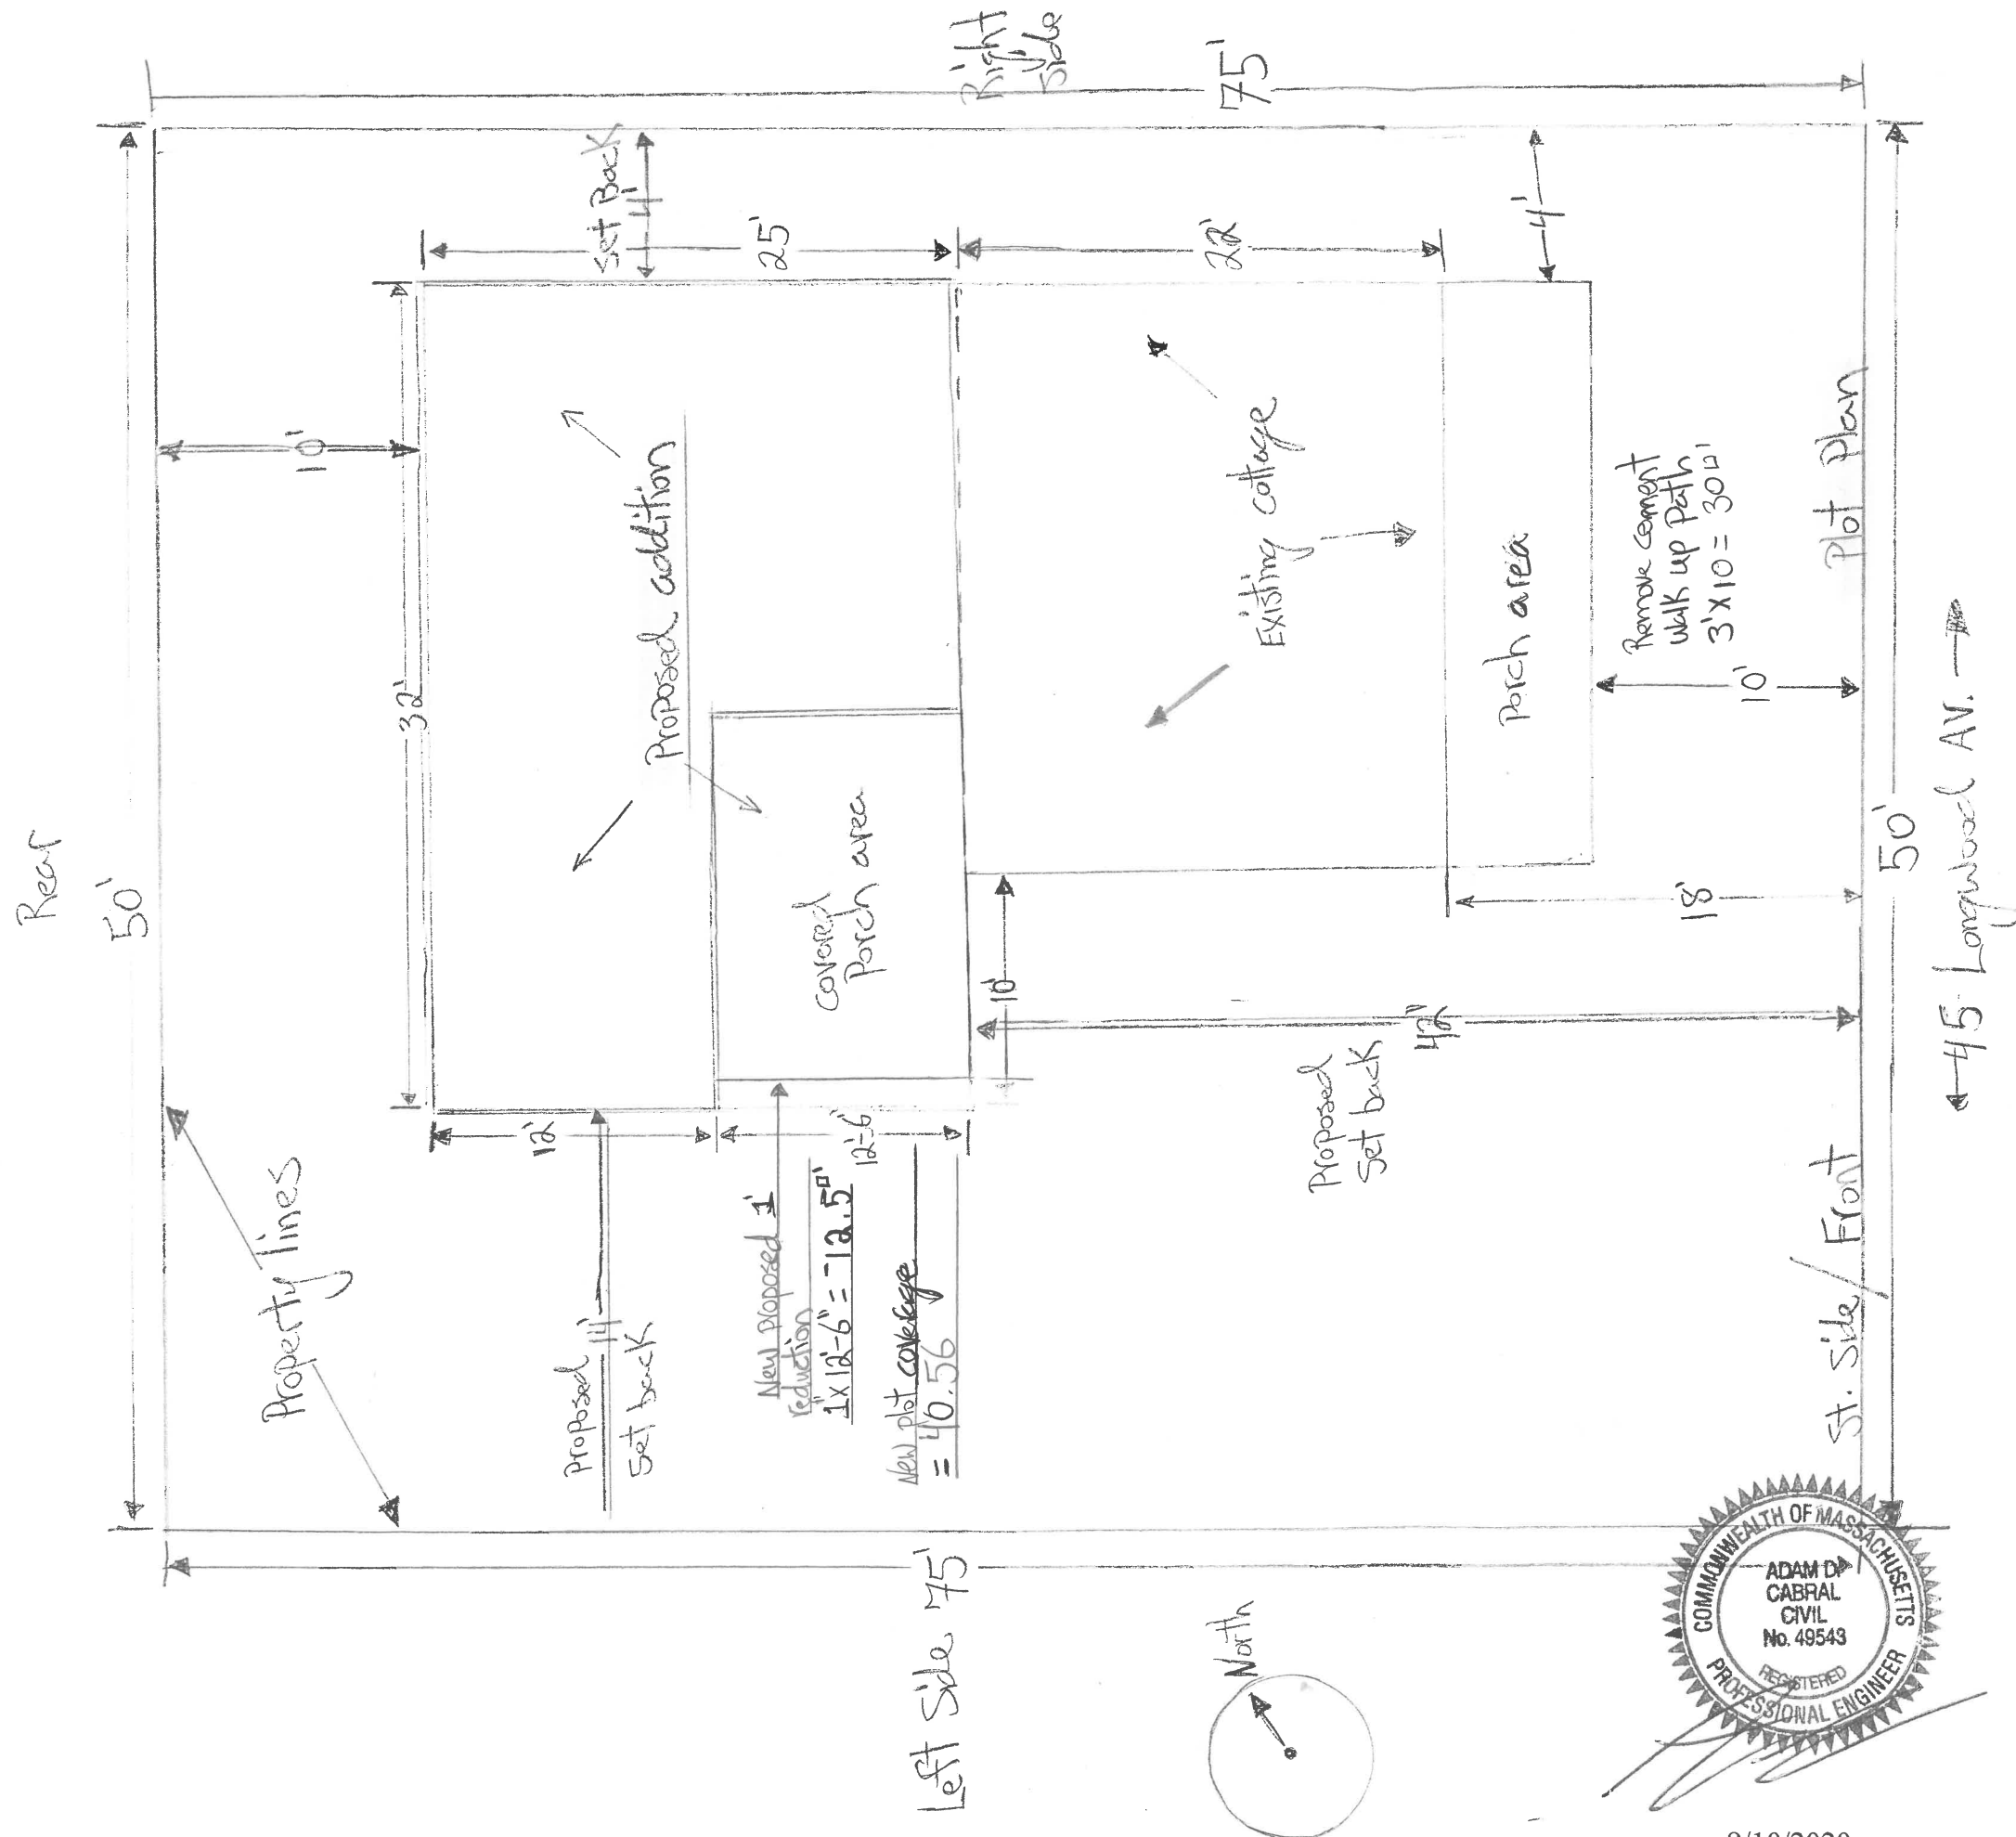 Rear
50'
Right
Side
75'
Property lines
10'
Set Back
4'
32'
25'
Proposed addition
12'
Proposed 14'
Set back
covered
Porch area
12'-6"
New proposed 1'
reduction
1' x 12'-6" = -12.5 □'
New plot coverage
= 40.56
10'
22'
Existing cottage
Left Side 75'
42'
Proposed
Set back
4'
Porch area
18'
10'
Remove cement
walk up Path
3' x 10 = 30 □'
North
St. Side / Front
Plot Plan
50'
45 Longwood AV.
COMMONWEALTH OF MASSACHUSETTS
ADAM D.
CABRAL
CIVIL
No. 49543
REGISTERED
PROFESSIONAL ENGINEER